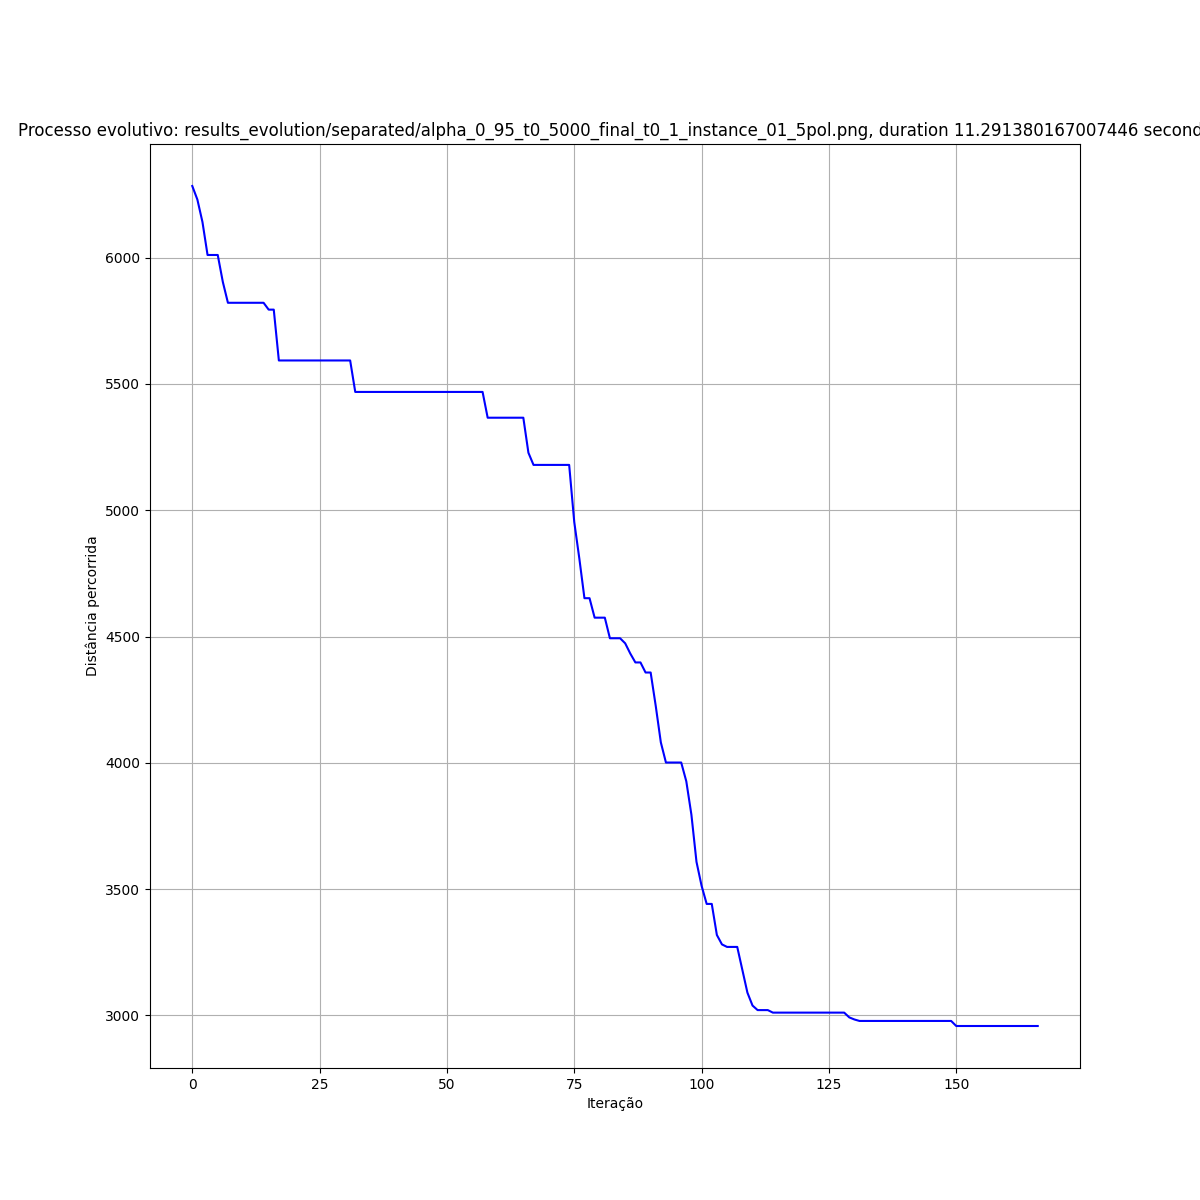 Processo evolutivo: results_evolution/separated/alpha_0_95_t0_5000_final_t0_1_instance_01_5pol.png, duration 11.291380167007446 second
6000
5500
5000
4500
4000
3500
3000
Distância percorrida
0 25 50 75 100 125 150
Iteração